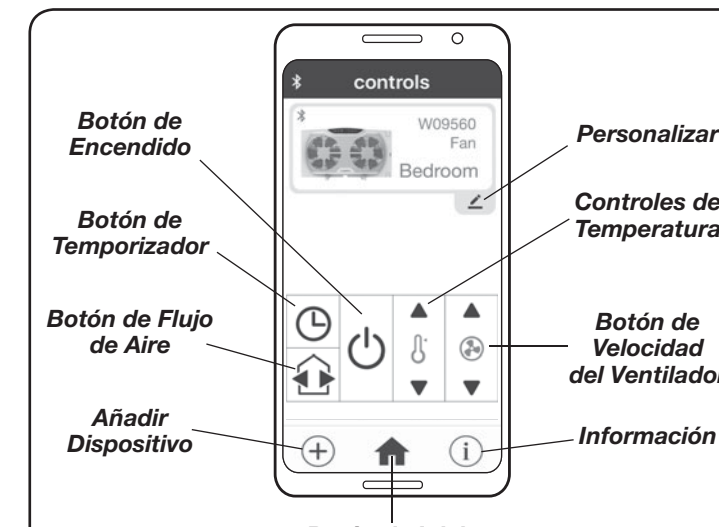 controls
W09560
Fan
Bedroom
Botón de
Encendido
Botón de
Temporizador
Botón de Flujo
de Aire
Añadir
Dispositivo
Personalizar
Controles de
Temperatura
Botón de
Velocidad
del Ventilador
Información